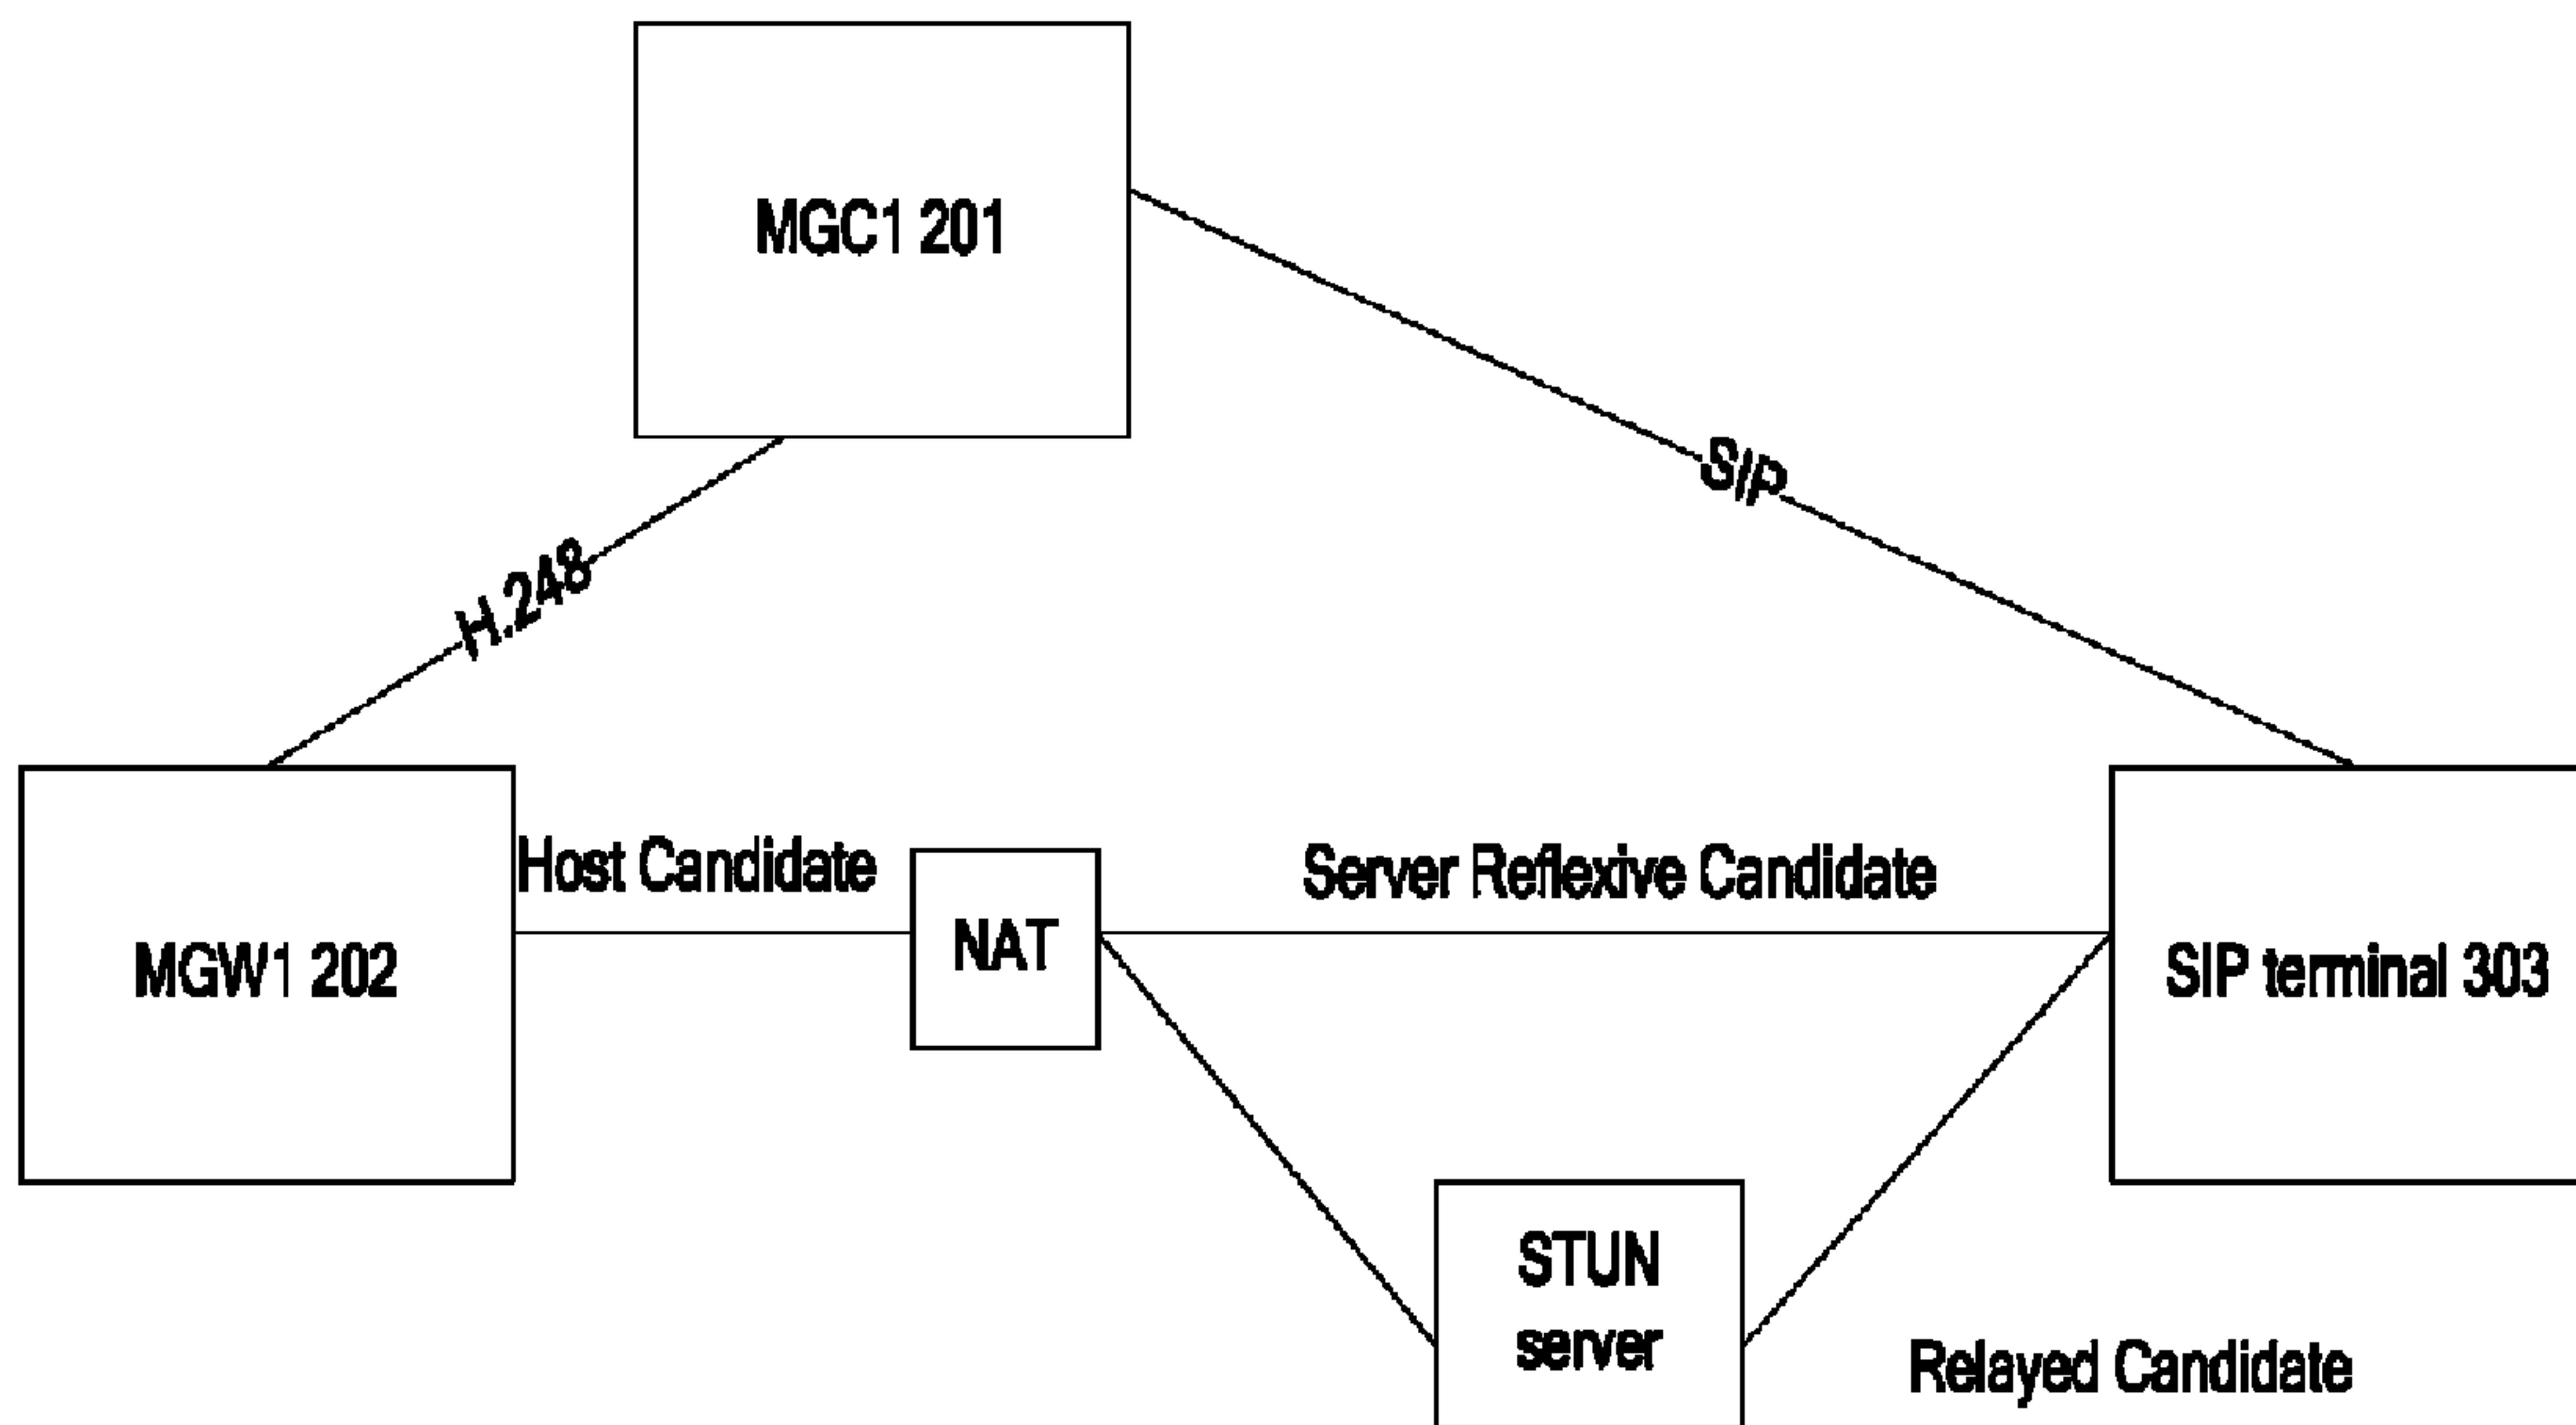 MGC1 201
SIP
H.248
Host Candidate
Server Reflexive Candidate
MGW1 202
NAT
SIP terminal 303
STUN
server
Relayed Candidate